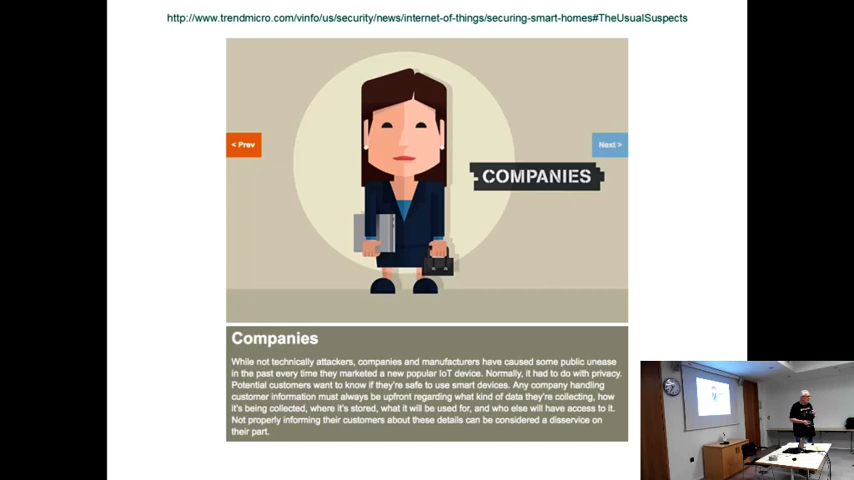 http://www.trendmicro.com/vinfo/us/security/news/internet-of-things/securing-smart-homes#TheUsualSuspects
< Prev
Next >
COMPANIES
Companies
While not technically attackers, companies and manufacturers have caused some public unease
in the past every time they marketed a new popular IoT device. Normally, it had to do with privacy.
Potential customers want to know if they're safe to use smart devices. Any company handling
customer information must always be upfront regarding what kind of data they're collecting, how
it's being collected, where it's stored, what it will be used for, and who else will have access to it.
Not properly informing their customers about these details can be considered a disservice on
their part.